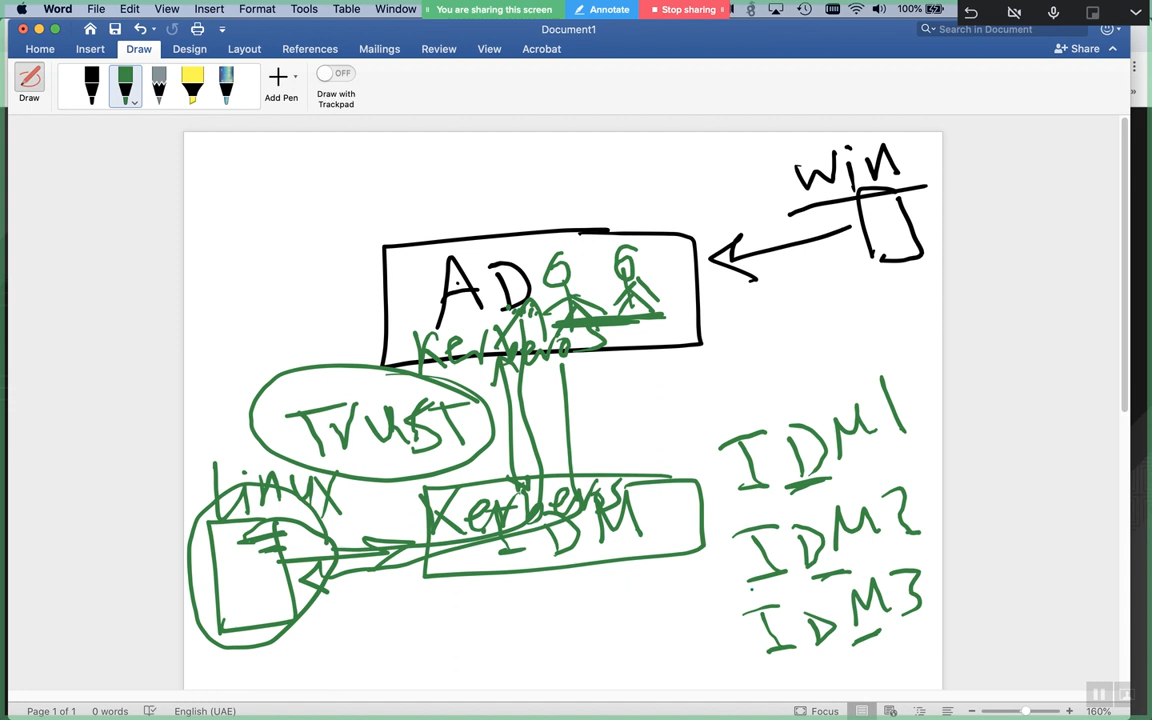 Word File Edit View Insert Format Tools Table Window You are sharing this screen Annotate Stop sharing 100%
Document1 Search in Document
Home Insert Draw Design Layout References Mailings Review View Acrobat Share
Draw Add Pen OFF Draw with Trackpad
Win
AD
Kerberos
TRUST
Linux
Kerberos
IDM
IDM1
IDM2
IDM3
Page 1 of 1 0 words English (UAE) Focus 160%